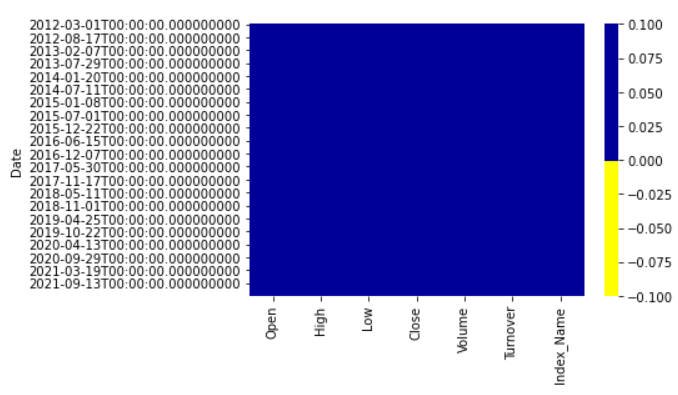 2012-03-01T00:00:00.000000000
2012-08-17T00:00:00.000000000
2013-02-07T00:00:00.000000000
2013-07-29T00:00:00.000000000
2014-01-20T00:00:00.000000000
2014-07-11T00:00:00.000000000
2015-01-08T00:00:00.000000000
2015-07-01T00:00:00.000000000
2015-12-22T00:00:00.000000000
2016-06-15T00:00:00.000000000
2016-12-07T00:00:00.000000000
2017-05-30T00:00:00.000000000
2017-11-17T00:00:00.000000000
2018-05-11T00:00:00.000000000
2018-11-01T00:00:00.000000000
2019-04-25T00:00:00.000000000
2019-10-22T00:00:00.000000000
2020-04-13T00:00:00.000000000
2020-09-29T00:00:00.000000000
2021-03-19T00:00:00.000000000
2021-09-13T00:00:00.000000000
Date
Open
High
Low
Close
Volume
Turnover
Index_Name
0.100
0.075
0.050
0.025
0.000
−0.025
−0.050
−0.075
−0.100